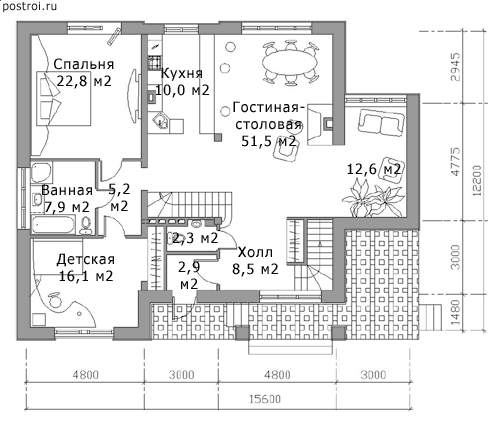 postroi.ru
Спальня
22,8 м2
Кухня
10,0 м2
Гостиная-
столовая
51,5 м2
12,6 м2
Ванная
7,9 м2
5,2
м2
2,3 м2
Холл
8,5 м2
2,9
м2
Детская
16,1 м2
2945
4775
3000
1480
12200
4800
3000
4800
3000
15600